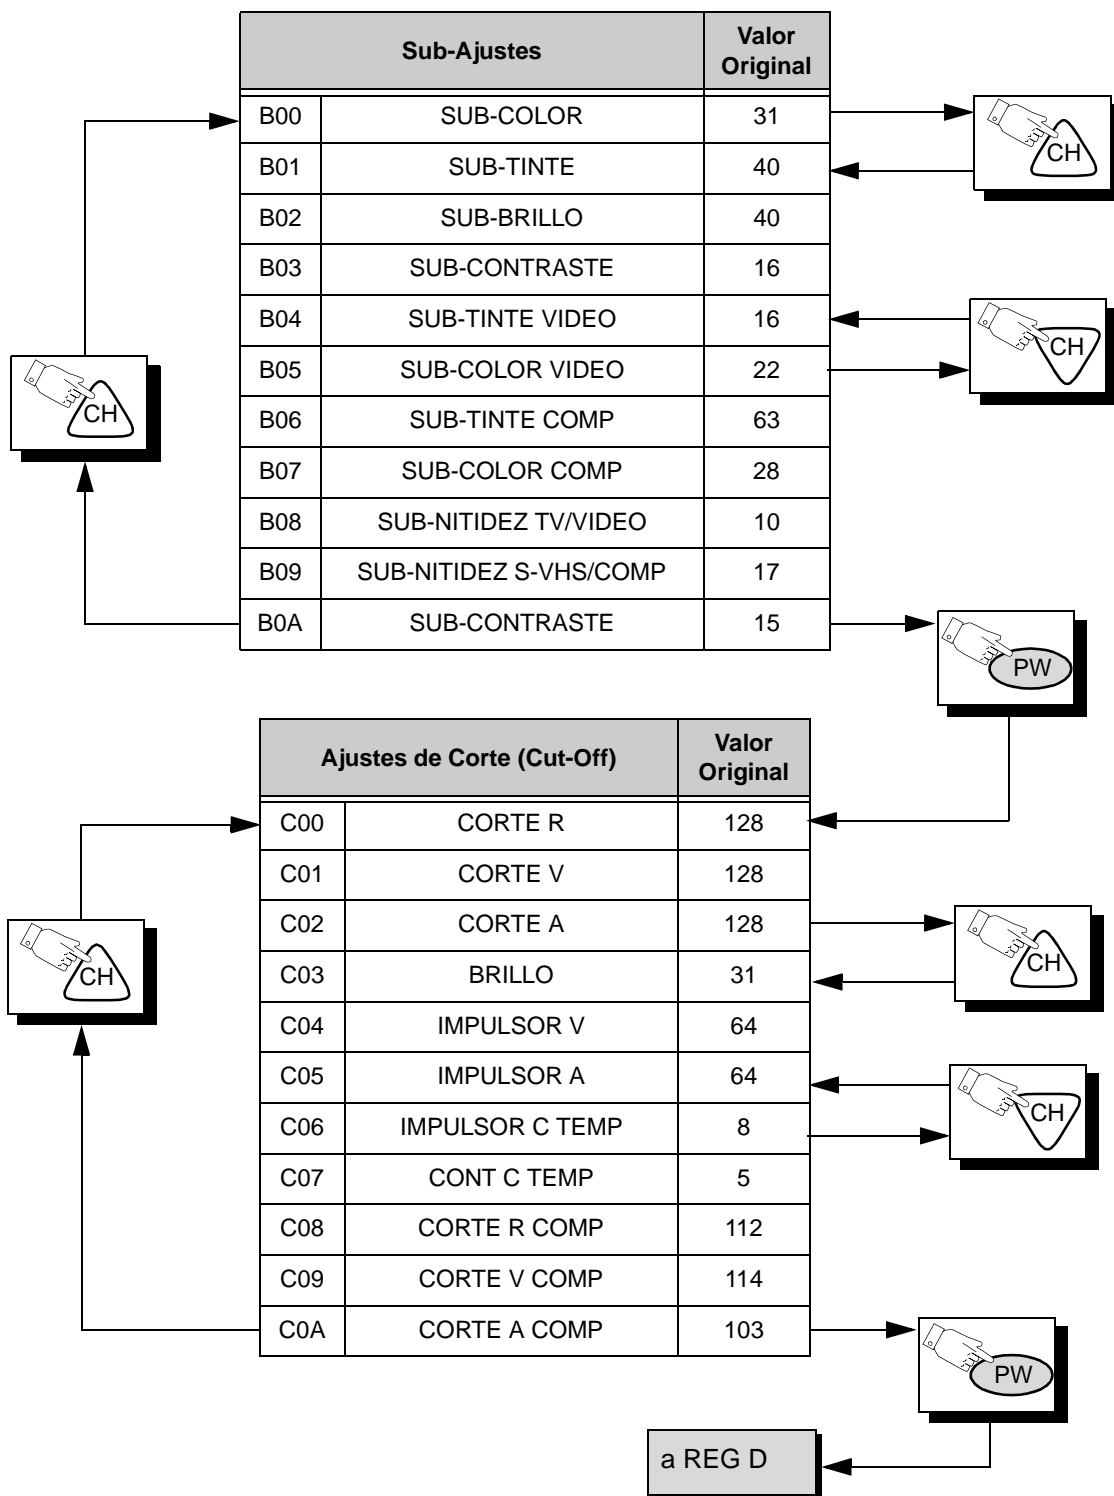 Sub-Ajustes Valor Original
B00 SUB-COLOR 31
B01 SUB-TINTE 40
B02 SUB-BRILLO 40
B03 SUB-CONTRASTE 16
B04 SUB-TINTE VIDEO 16
B05 SUB-COLOR VIDEO 22
B06 SUB-TINTE COMP 63
B07 SUB-COLOR COMP 28
B08 SUB-NITIDEZ TV/VIDEO 10
B09 SUB-NITIDEZ S-VHS/COMP 17
B0A SUB-CONTRASTE 15
CH
CH
CH
PW
Ajustes de Corte (Cut-Off) Valor Original
C00 CORTE R 128
C01 CORTE V 128
C02 CORTE A 128
C03 BRILLO 31
C04 IMPULSOR V 64
C05 IMPULSOR A 64
C06 IMPULSOR C TEMP 8
C07 CONT C TEMP 5
C08 CORTE R COMP 112
C09 CORTE V COMP 114
C0A CORTE A COMP 103
CH
CH
CH
PW
a REG D